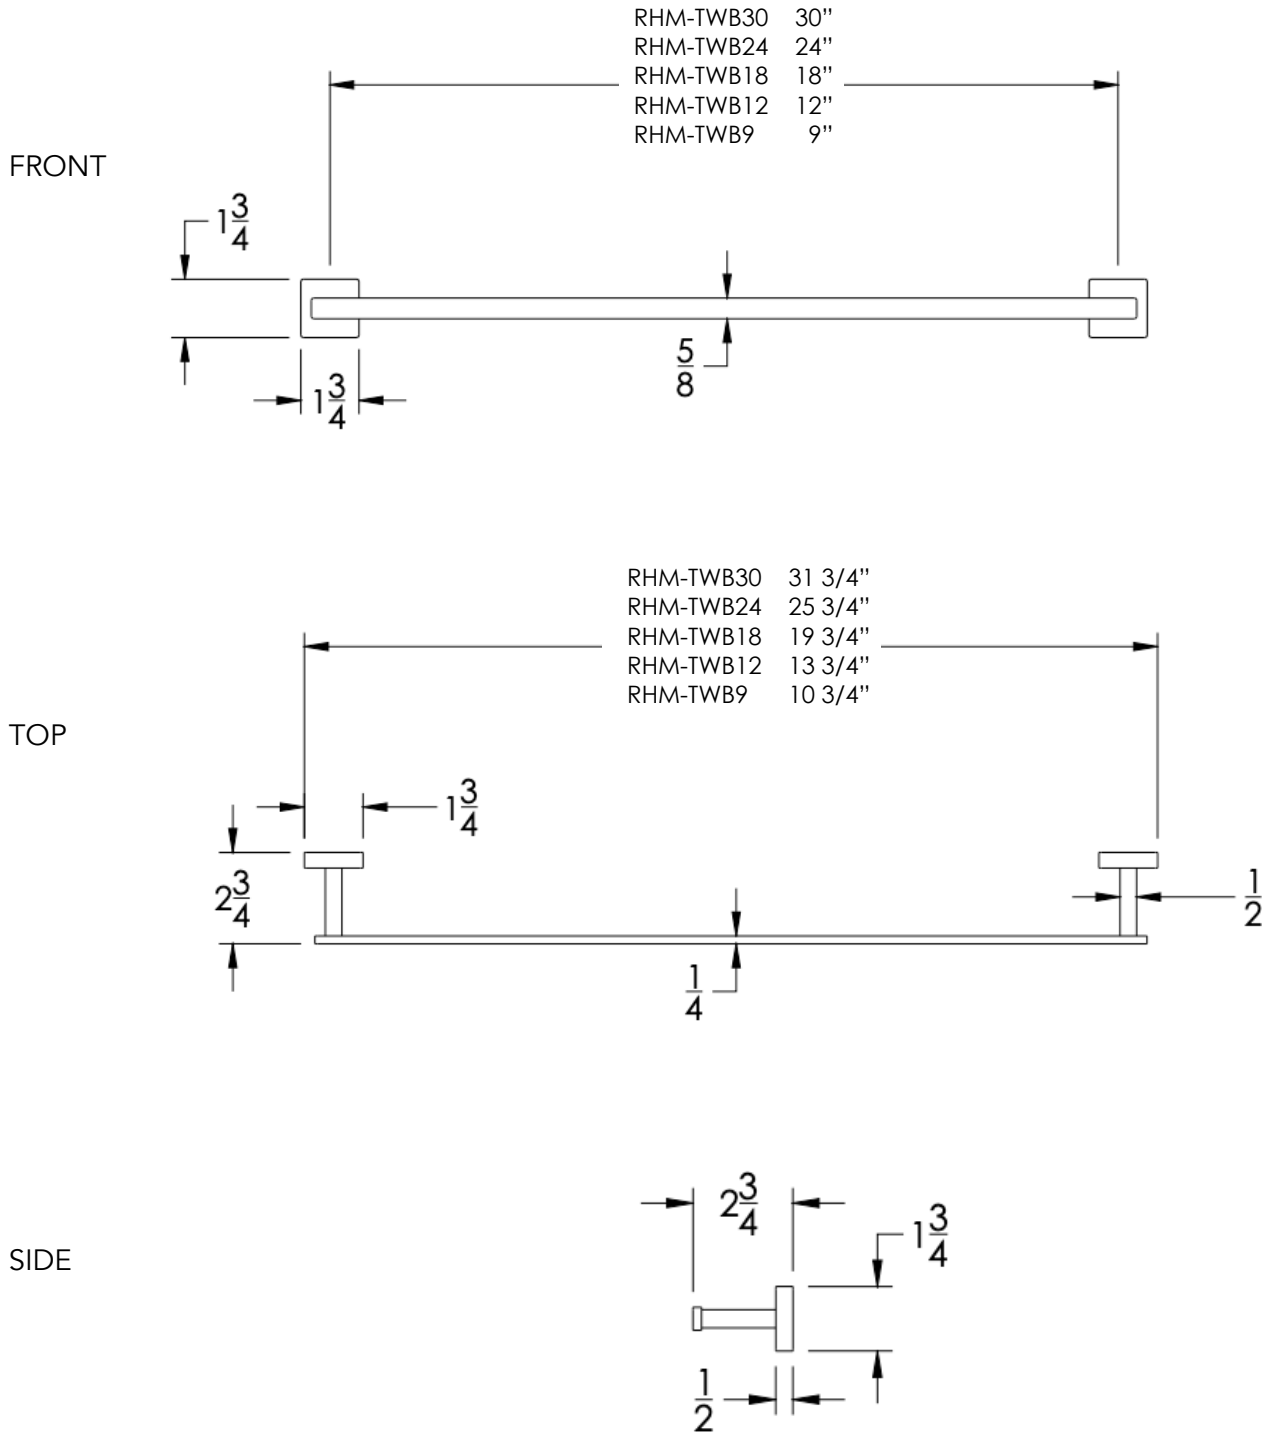 RHM-TWB30 30”
RHM-TWB24 24”
RHM-TWB18 18”
RHM-TWB12 12”
RHM-TWB9 9”
FRONT
1 3/4
5/8
1 3/4
RHM-TWB30 31 3/4”
RHM-TWB24 25 3/4”
RHM-TWB18 19 3/4”
RHM-TWB12 13 3/4”
RHM-TWB9 10 3/4”
TOP
1 3/4
2 3/4
1/2
1/4
2 3/4
1 3/4
SIDE
1/2